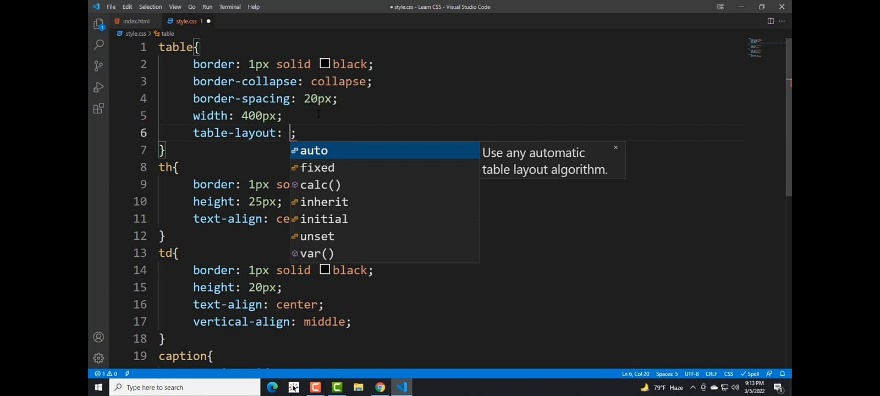 File Edit Selection View Go Run Terminal Help
● style.css - Learn CSS - Visual Studio Code
index.html
style.css 1 ●
style.css > table
1 table{
2 border: 1px solid black;
3 border-collapse: collapse;
4 border-spacing: 20px;
5 width: 400px;
6 table-layout: ;
auto
Use any automatic
table layout algorithm.
fixed
calc()
inherit
initial
unset
var()
7 }
8 th{
9 border: 1px so
10 height: 25px;
11 text-align: ce
12 }
13 td{
14 border: 1px solid black;
15 height: 20px;
16 text-align: center;
17 vertical-align: middle;
18 }
19 caption{
1 0 Ln 6, Col 20 Spaces: 5 UTF-8 CRLF CSS Spell
Type here to search
79°F Haze
9:13 PM
3/5/2022